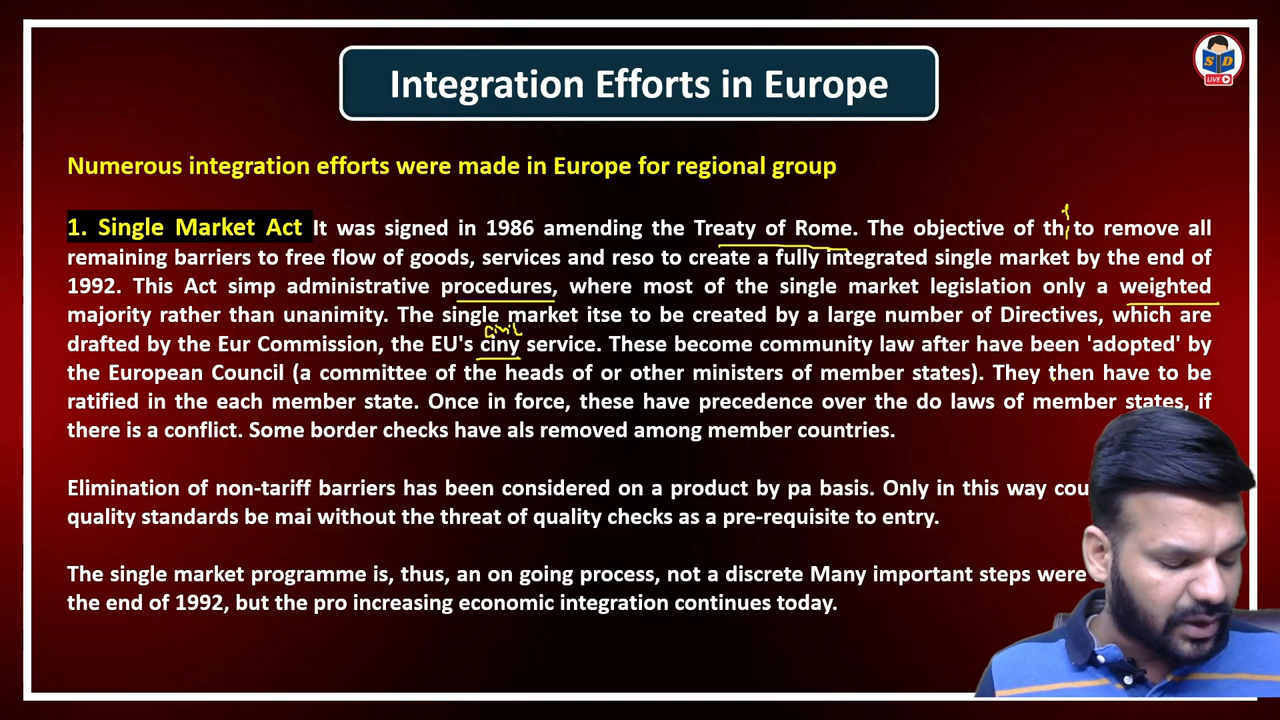 S D
LIVE
Integration Efforts in Europe
Numerous integration efforts were made in Europe for regional group
1. Single Market Act It was signed in 1986 amending the Treaty of Rome. The objective of th to remove all
remaining barriers to free flow of goods, services and reso to create a fully integrated single market by the end of
1992. This Act simp administrative procedures, where most of the single market legislation only a weighted
majority rather than unanimity. The single market itse to be created by a large number of Directives, which are
civil
drafted by the Eur Commission, the EU's ciny service. These become community law after have been 'adopted' by
the European Council (a committee of the heads of or other ministers of member states). They then have to be
ratified in the each member state. Once in force, these have precedence over the do laws of member states, if
there is a conflict. Some border checks have als removed among member countries.
Elimination of non-tariff barriers has been considered on a product by pa basis. Only in this way cou
quality standards be mai without the threat of quality checks as a pre-requisite to entry.
The single market programme is, thus, an on going process, not a discrete Many important steps were
the end of 1992, but the pro increasing economic integration continues today.